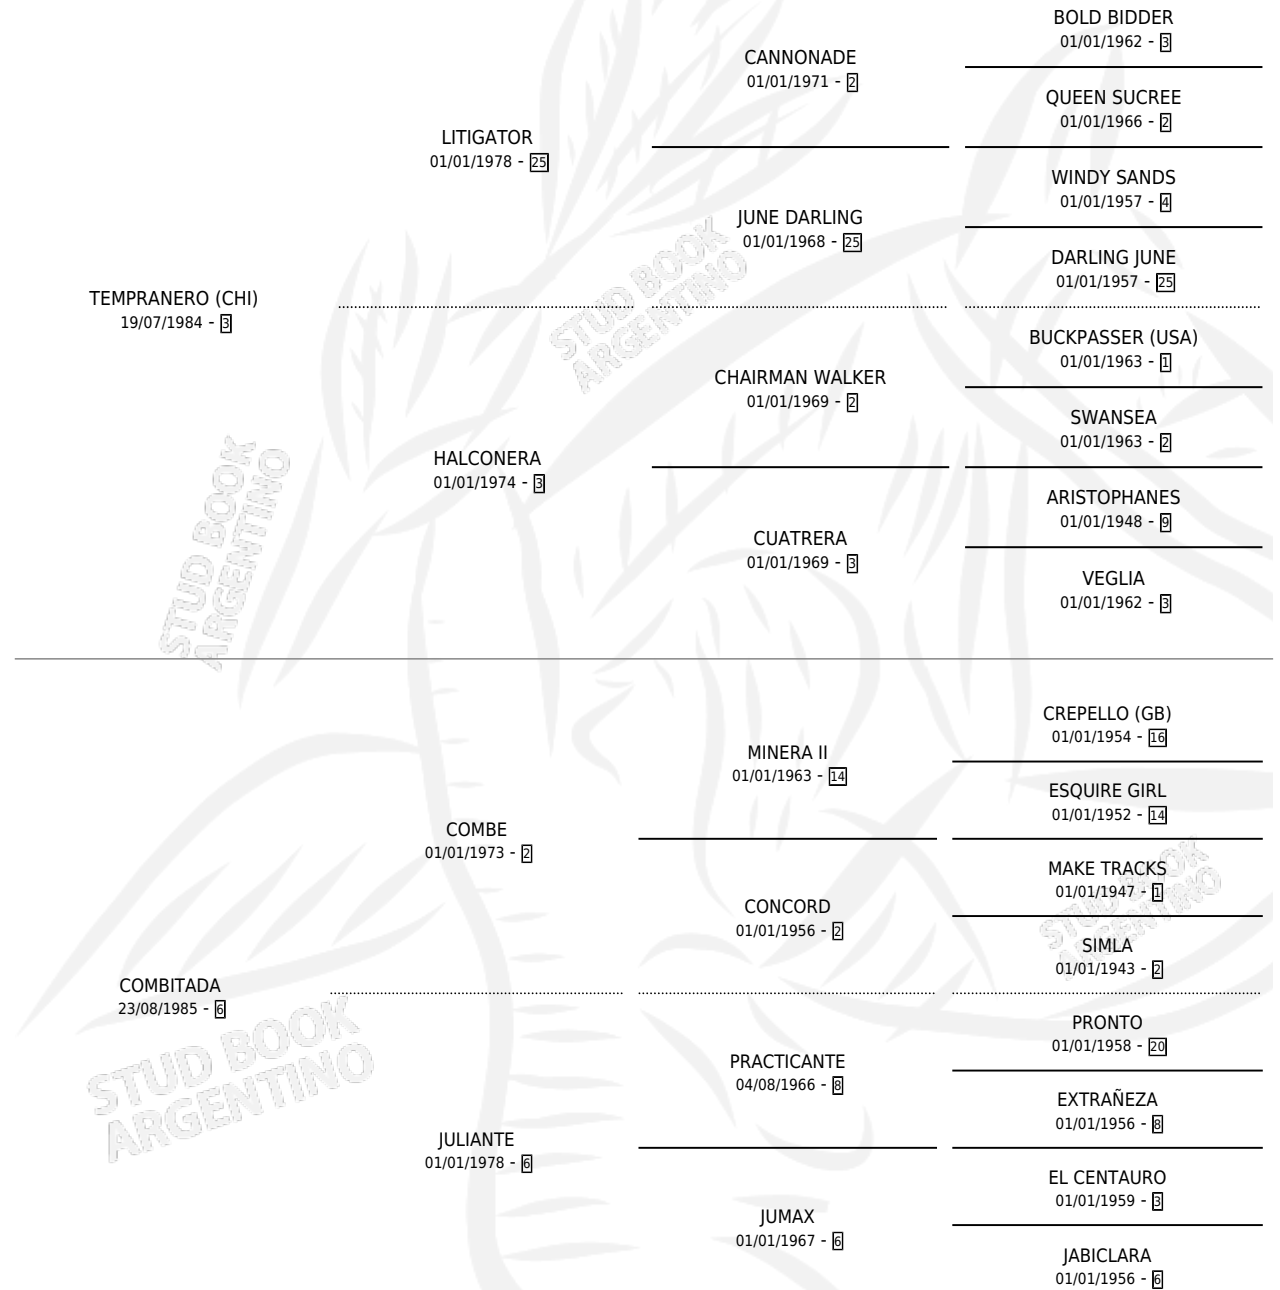 BOLD BIDDER
01/01/1962 - 3
CANNONADE
01/01/1971 - 2
QUEEN SUCREE
01/01/1966 - 2
LITIGATOR
01/01/1978 - 25
WINDY SANDS
01/01/1957 - 4
JUNE DARLING
01/01/1968 - 25
DARLING JUNE
01/01/1957 - 25
TEMPRANERO (CHI)
19/07/1984 - 3
BUCKPASSER (USA)
01/01/1963 - 1
CHAIRMAN WALKER
01/01/1969 - 2
SWANSEA
01/01/1963 - 2
HALCONERA
01/01/1974 - 3
ARISTOPHANES
01/01/1948 - 9
CUATRERA
01/01/1969 - 3
VEGLIA
01/01/1962 - 3
STUD BOOK
ARGENTINO
STUD BOOK
ARGENTINO
CREPELLO (GB)
01/01/1954 - 16
MINERA II
01/01/1963 - 14
ESQUIRE GIRL
01/01/1952 - 14
COMBE
01/01/1973 - 2
MAKE TRACKS
01/01/1947 - 1
CONCORD
01/01/1956 - 2
SIMLA
01/01/1943 - 2
COMBITADA
23/08/1985 - 6
PRONTO
01/01/1958 - 20
PRACTICANTE
04/08/1966 - 8
EXTRAÑEZA
01/01/1956 - 8
JULIANTE
01/01/1978 - 6
EL CENTAURO
01/01/1959 - 3
JUMAX
01/01/1967 - 6
JABICLARA
01/01/1956 - 6
STUD BOOK
ARGENTINO
STUD BOOK
ARGENTINO